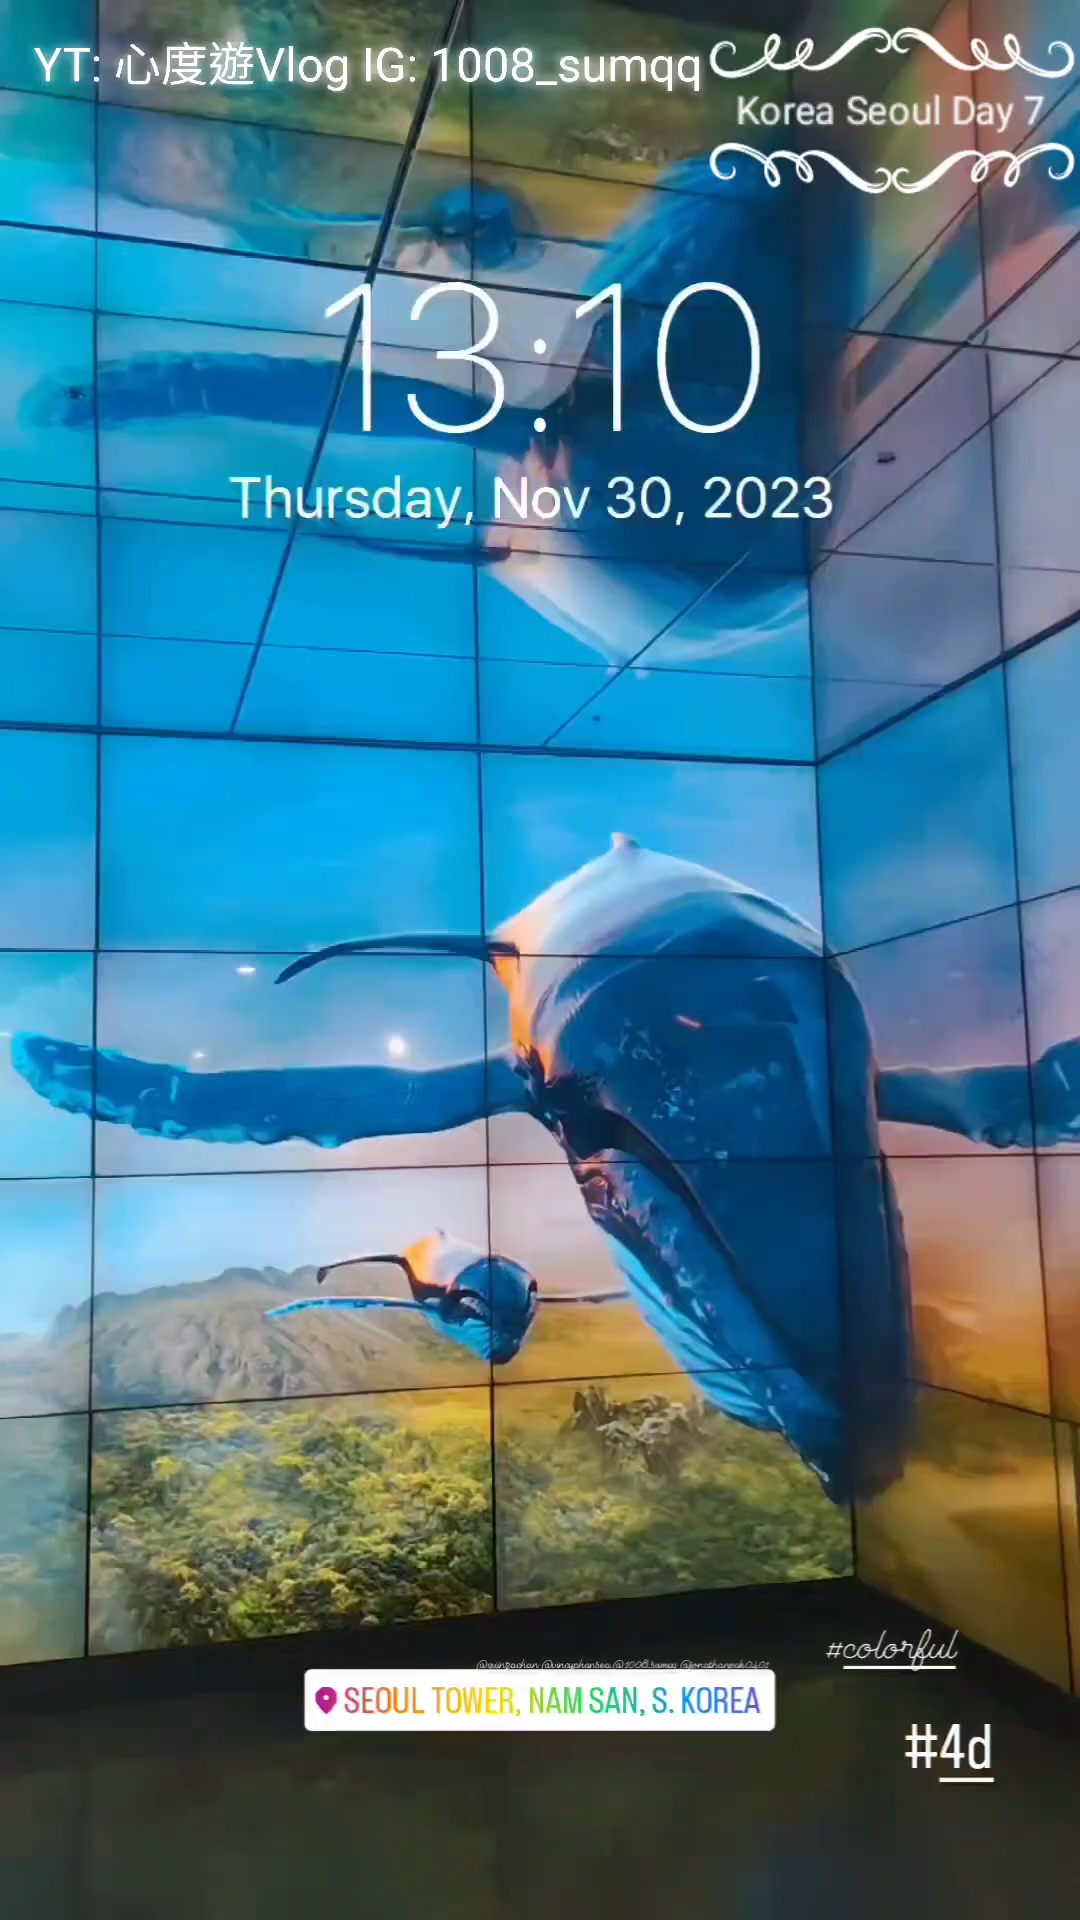 YT: 心度遊Vlog IG: 1008_sumqq
Korea Seoul Day 7
13:10
Thursday, Nov 30, 2023
#colorful
SEOUL TOWER, NAM SAN, S. KOREA
#4d